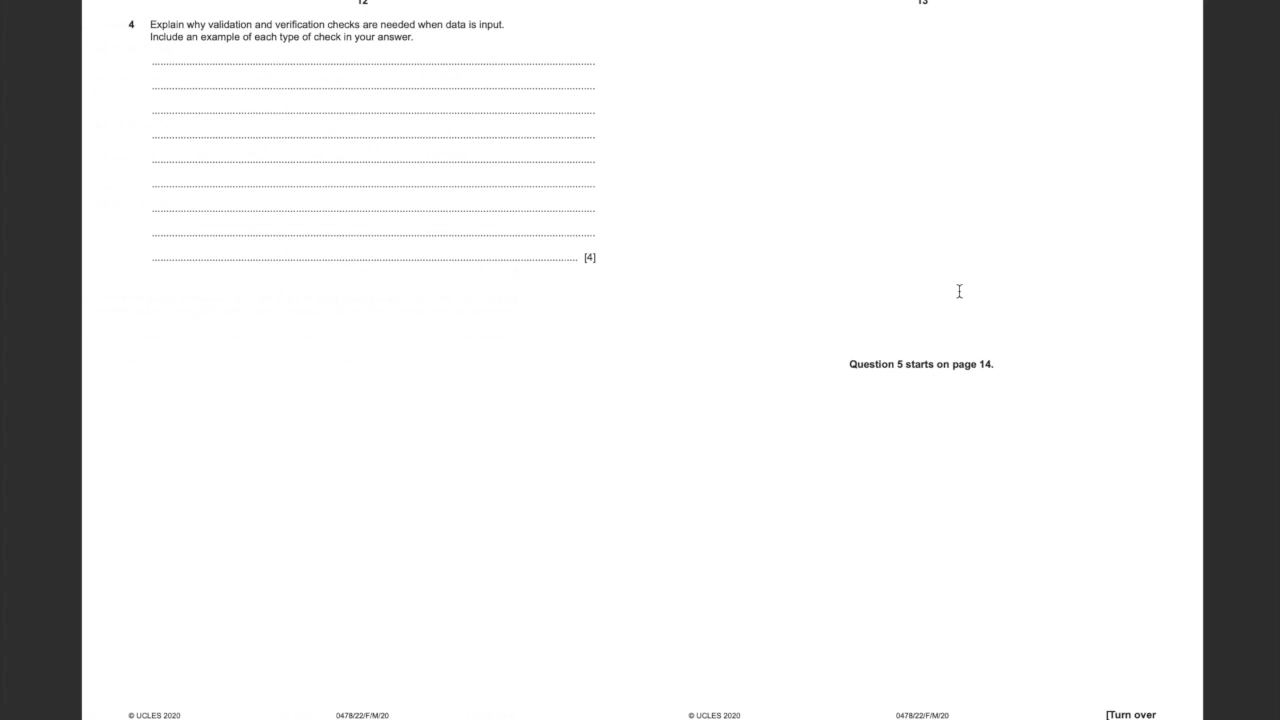 12
13
4 Explain why validation and verification checks are needed when data is input.
Include an example of each type of check in your answer.
..........................................................................................................................................................
..........................................................................................................................................................
..........................................................................................................................................................
..........................................................................................................................................................
..........................................................................................................................................................
..........................................................................................................................................................
..........................................................................................................................................................
..........................................................................................................................................................
.................................................................................................................................................... [4]
Question 5 starts on page 14.
© UCLES 2020
0478/22/F/M/20
© UCLES 2020
0478/22/F/M/20
[Turn over